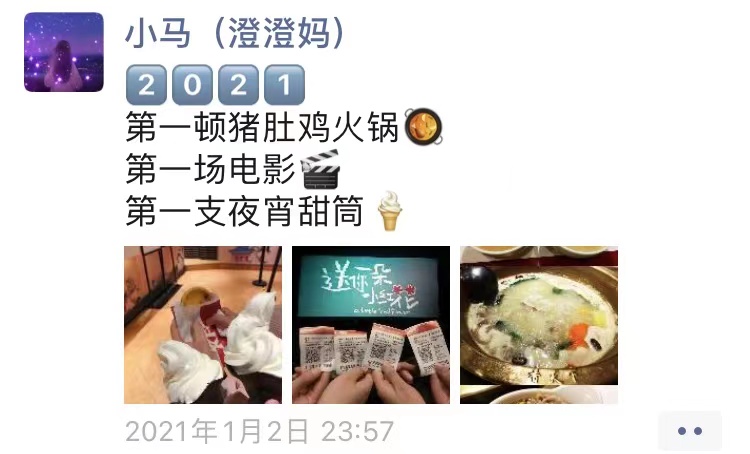 小马（澄澄妈）
2021
第一顿猪肚鸡火锅
第一场电影
第一支夜宵甜筒
送你一朵
小红花
2021年1月2日 23:57